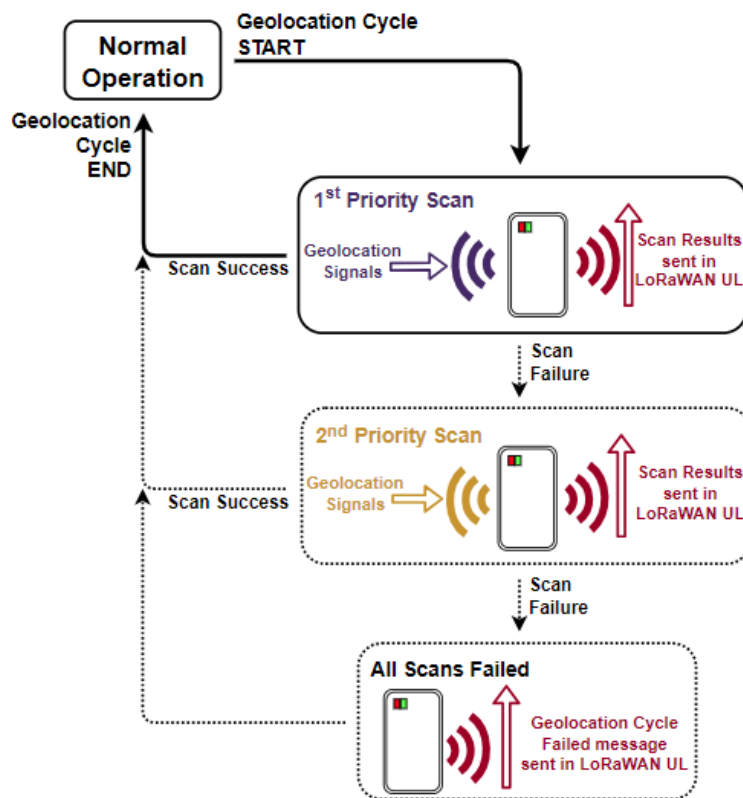 Normal
Operation
Geolocation Cycle
START
Geolocation
Cycle
END
1st Priority Scan
Geolocation
Signals
Scan Results
sent in
LoRaWAN UL
Scan Success
Scan
Failure
2nd Priority Scan
Geolocation
Signals
Scan Results
sent in
LoRaWAN UL
Scan Success
Scan
Failure
All Scans Failed
Geolocation Cycle
Failed message
sent in LoRaWAN UL